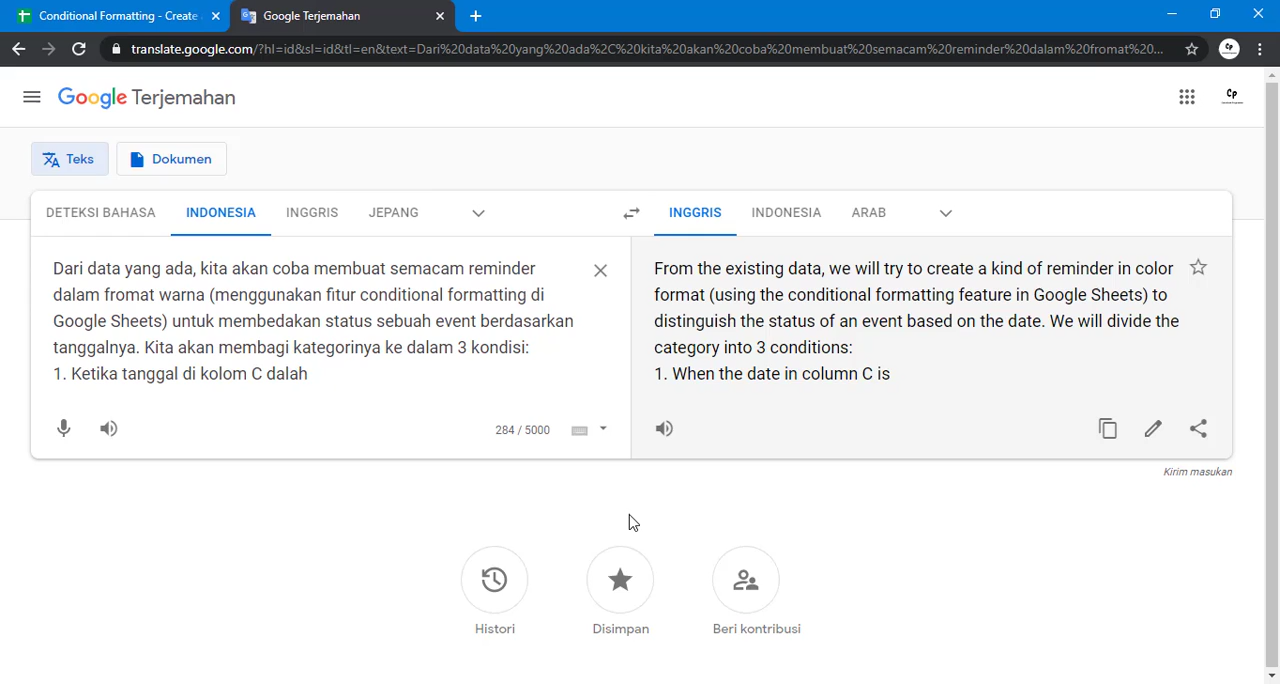 Conditional Formatting - Create
Google Terjemahan
translate.google.com/?hl=id&sl=id&tl=en&text=Dari%20data%20yang%20ada%2C%20kita%20akan%20coba%20membuat%20semacam%20reminder%20dalam%20fromat%20...
Cp
Google Terjemahan
Cp
Teks
Dokumen
DETEKSI BAHASA
INDONESIA
INGGRIS
JEPANG
INGGRIS
INDONESIA
ARAB
Dari data yang ada, kita akan coba membuat semacam reminder
dalam fromat warna (menggunakan fitur conditional formatting di
Google Sheets) untuk membedakan status sebuah event berdasarkan
tanggalnya. Kita akan membagi kategorinya ke dalam 3 kondisi:
1. Ketika tanggal di kolom C dalah
284 / 5000
From the existing data, we will try to create a kind of reminder in color
format (using the conditional formatting feature in Google Sheets) to
distinguish the status of an event based on the date. We will divide the
category into 3 conditions:
1. When the date in column C is
Kirim masukan
Histori
Disimpan
Beri kontribusi